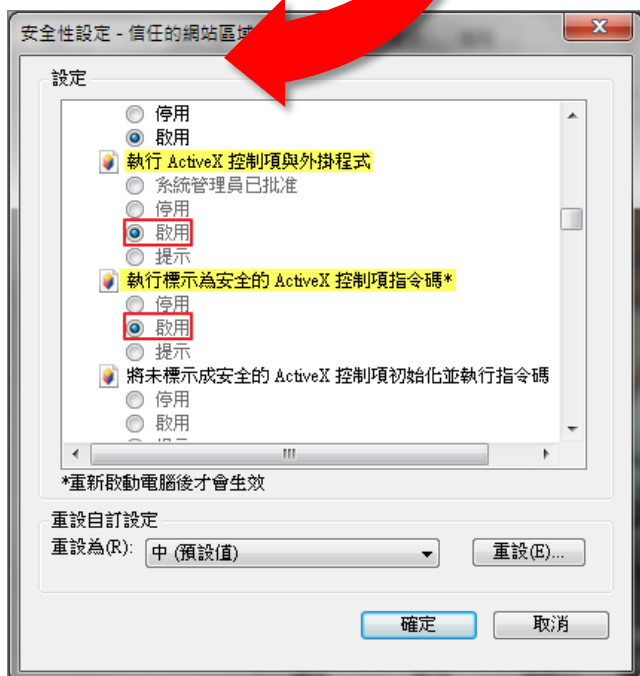 安全性設定 - 信任的網站區域
設定
停用
啟用
執行 ActiveX 控制項與外掛程式
系統管理員已批准
停用
啟用
提示
執行標示為安全的 ActiveX 控制項指令碼*
停用
啟用
提示
將未標示成安全的 ActiveX 控制項初始化並執行指令碼
停用
啟用
*重新啟動電腦後才會生效
重設自訂設定
重設為(R): 中 (預設值) 重設(E)...
確定 取消